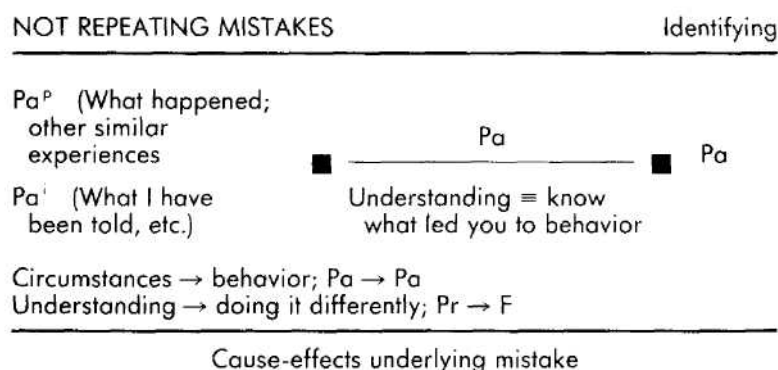 NOT REPEATING MISTAKES Identifying
Paᵖ (What happened;
other similar
experiences
Pa
■ ■ Pa
Paⁱ (What I have
been told, etc.)
Understanding ≡ know
what led you to behavior
Circumstances → behavior; Pa → Pa
Understanding → doing it differently; Pr → F
Cause-effects underlying mistake